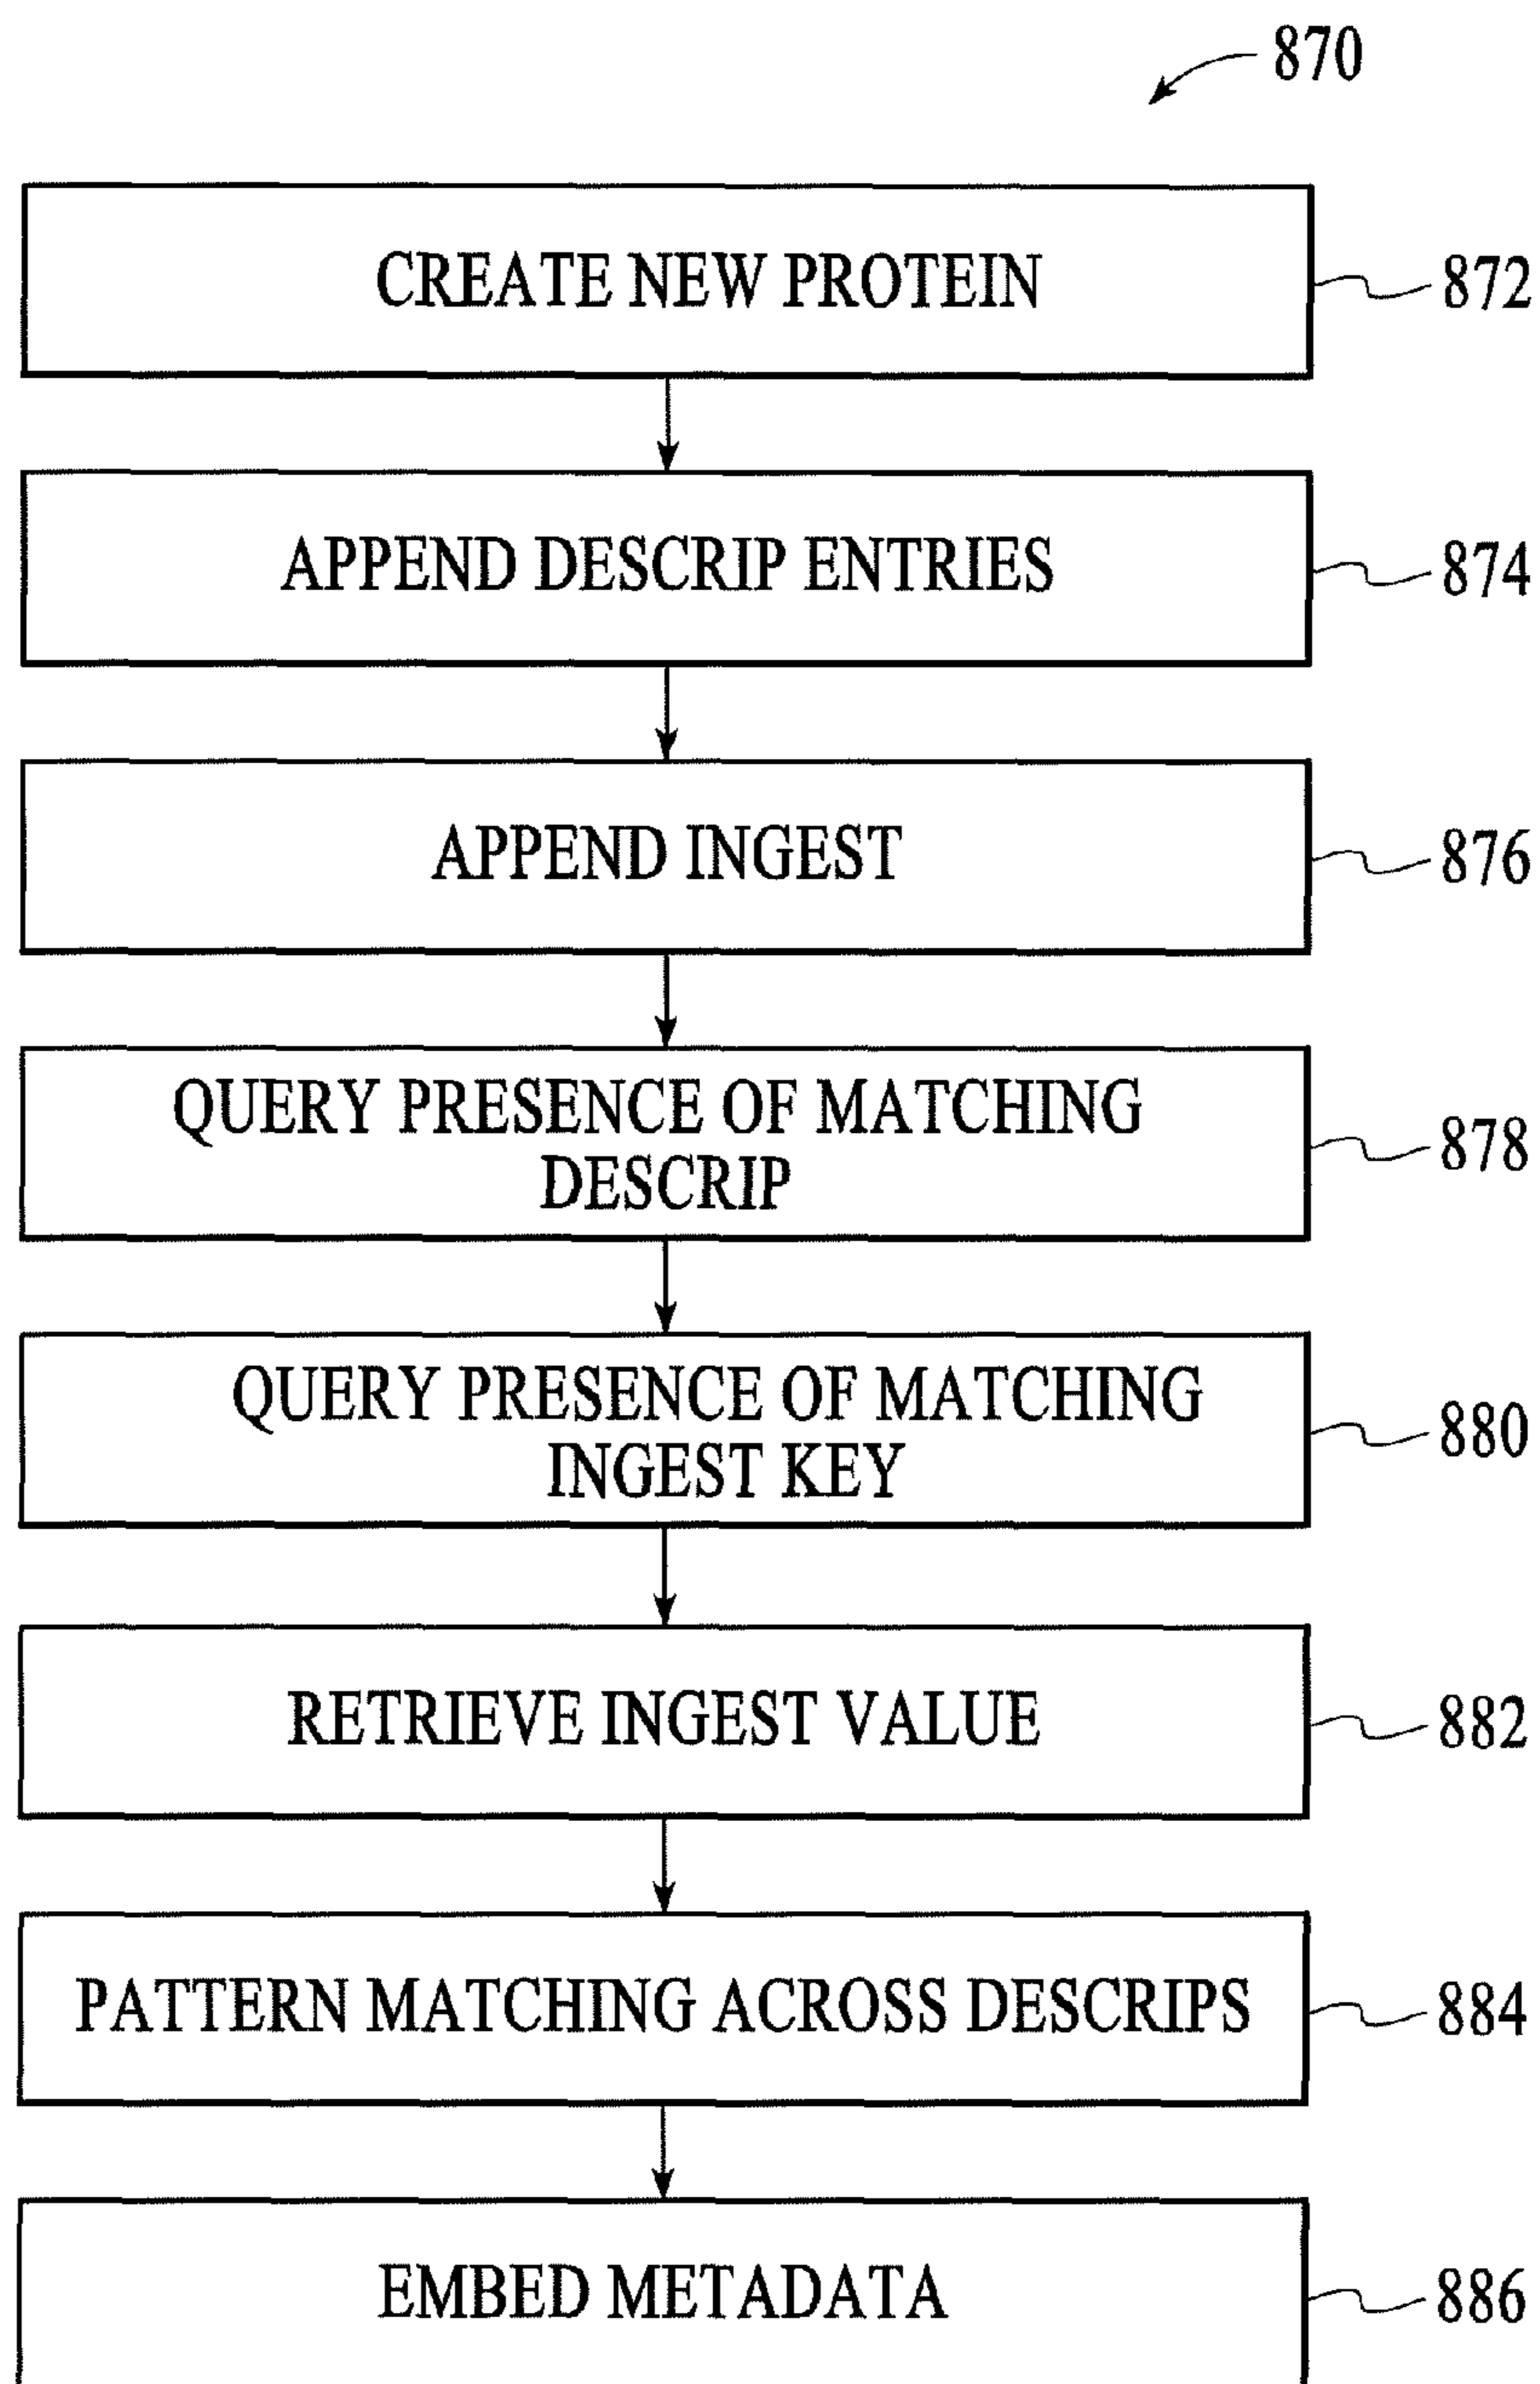 870
CREATE NEW PROTEIN
872
APPEND DESCRIP ENTRIES
874
APPEND INGEST
876
QUERY PRESENCE OF MATCHING
DESCRIP
878
QUERY PRESENCE OF MATCHING
INGEST KEY
880
RETRIEVE INGEST VALUE
882
PATTERN MATCHING ACROSS DESCRIPS
884
EMBED METADATA
886